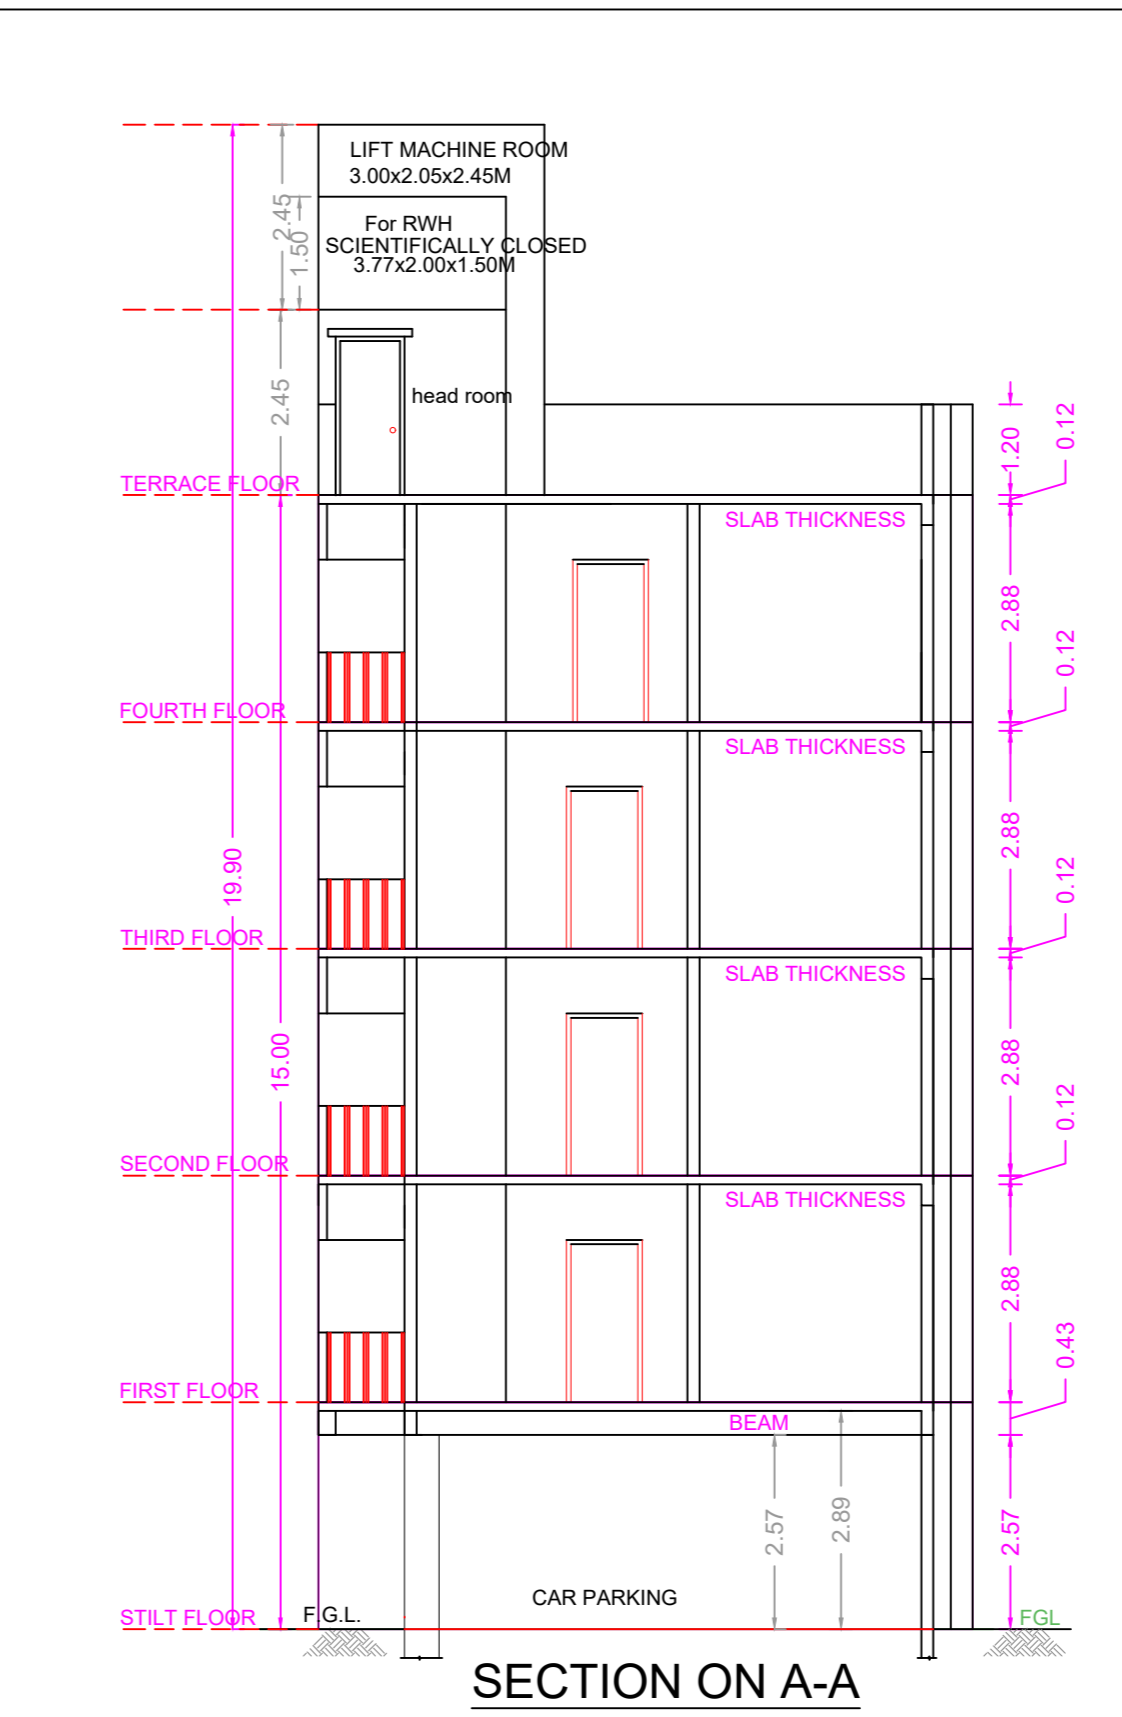 LIFT MACHINE ROOM
3.00x2.05x2.45M
2.45
1.50
For RWH
SCIENTIFICALLY CLOSED
3.77x2.00x1.50M
2.45
head room
1.20
0.12
TERRACE FLOOR
SLAB THICKNESS
2.88
0.12
FOURTH FLOOR
SLAB THICKNESS
2.88
0.12
19.90
THIRD FLOOR
SLAB THICKNESS
15.00
2.88
0.12
SECOND FLOOR
SLAB THICKNESS
2.88
0.43
FIRST FLOOR
BEAM
2.57
2.89
2.57
CAR PARKING
STILT FLOOR
F.G.L.
FGL
SECTION ON A-A